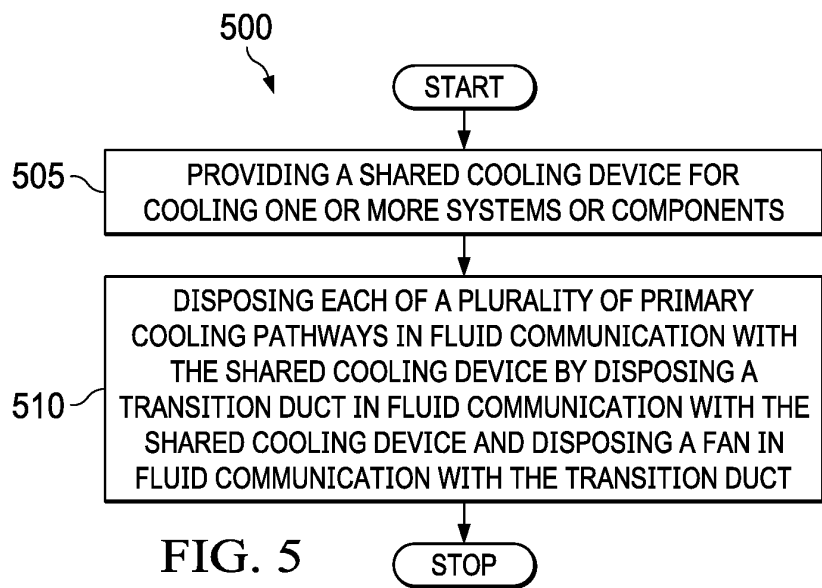 500
START
505
PROVIDING A SHARED COOLING DEVICE FOR
COOLING ONE OR MORE SYSTEMS OR COMPONENTS
510
DISPOSING EACH OF A PLURALITY OF PRIMARY
COOLING PATHWAYS IN FLUID COMMUNICATION WITH
THE SHARED COOLING DEVICE BY DISPOSING A
TRANSITION DUCT IN FLUID COMMUNICATION WITH THE
SHARED COOLING DEVICE AND DISPOSING A FAN IN
FLUID COMMUNICATION WITH THE TRANSITION DUCT
FIG. 5
STOP